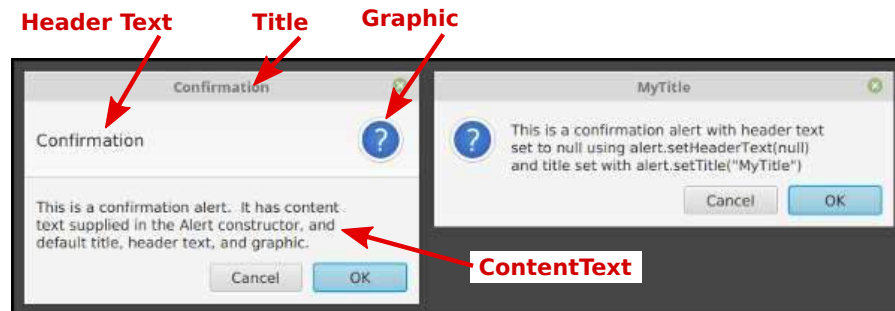 Header Text
Title
Graphic
Confirmation
Confirmation
?
This is a confirmation alert. It has content
text supplied in the Alert constructor, and
default title, header text, and graphic.
Cancel
OK
ContentText
MyTitle
?
This is a confirmation alert with header text
set to null using alert.setHeaderText(null)
and title set with alert.setTitle("MyTitle")
Cancel
OK